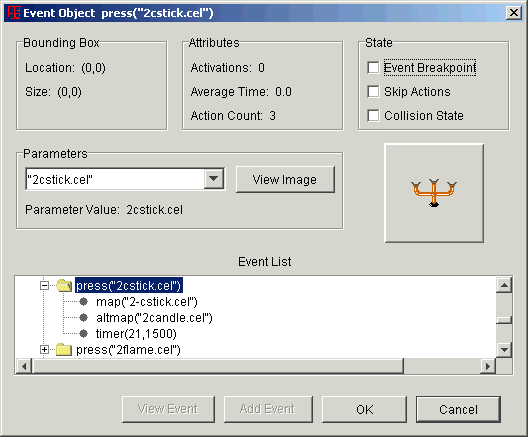 Event Object press("2cstick.cel")
Bounding Box
Location: (0,0)
Size: (0,0)
Attributes
Activations: 0
Average Time: 0.0
Action Count: 3
State
Event Breakpoint
Skip Actions
Collision State
Parameters
"2cstick.cel"
View Image
Parameter Value: 2cstick.cel
Event List
press("2cstick.cel")
map("2-cstick.cel")
altmap("2candle.cel")
timer(21,1500)
press("2flame.cel")
View Event
Add Event
OK
Cancel